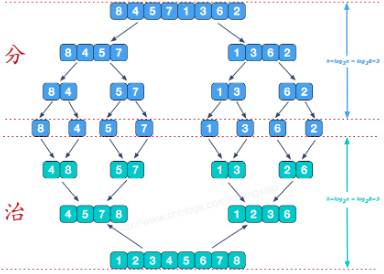 8 4 5 7 1 3 6 2
分
8 4 5 7 1 3 6 2
h=log₂n = log₂8=3
8 4 5 7 1 3 6 2
8 4 5 7 1 3 6 2
4 8 5 7 1 3 2 6
治
4 5 7 8 1 2 3 6
h=log₂n = log₂8=3
1 2 3 4 5 6 7 8